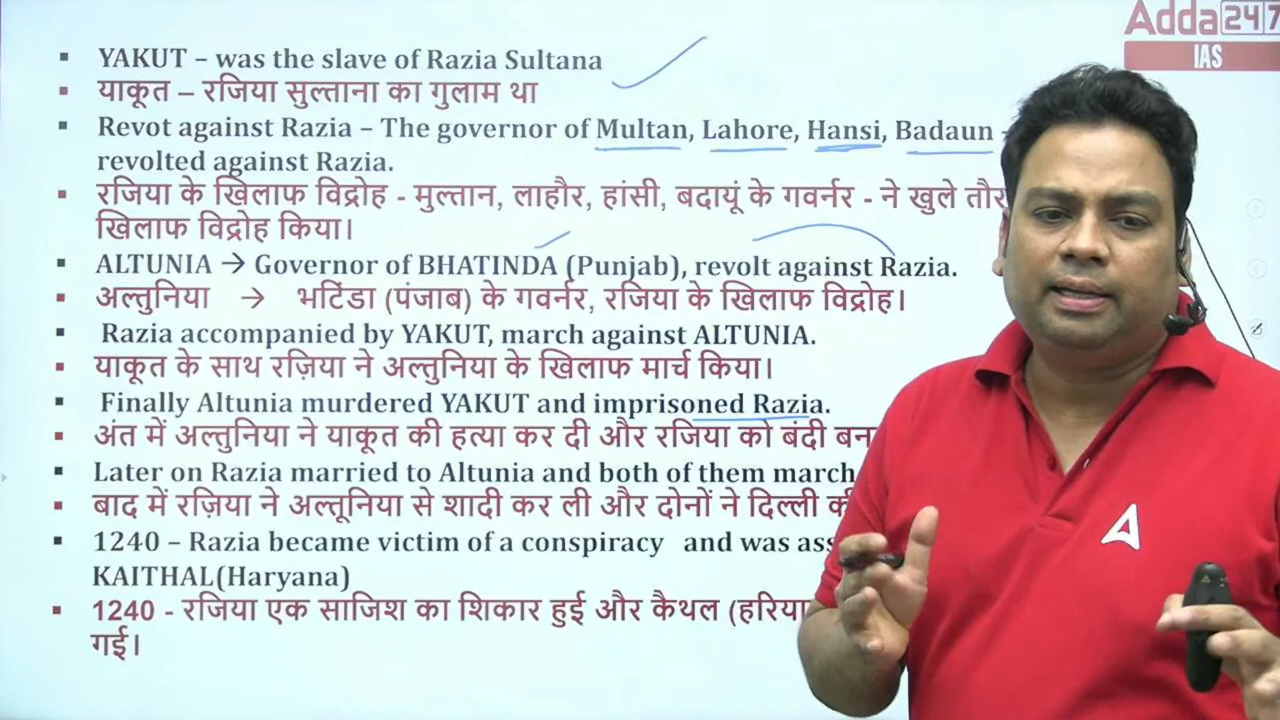 Adda247
IAS
YAKUT – was the slave of Razia Sultana
याकूत – रजिया सुल्ताना का गुलाम था
Revot against Razia – The governor of Multan, Lahore, Hansi, Badaun -
revolted against Razia.
रजिया के खिलाफ विद्रोह - मुल्तान, लाहौर, हांसी, बदायूं के गवर्नर - ने खुले तौर
खिलाफ विद्रोह किया।
ALTUNIA → Governor of BHATINDA (Punjab), revolt against Razia.
अल्तुनिया → भटिंडा (पंजाब) के गवर्नर, रजिया के खिलाफ विद्रोह।
Razia accompanied by YAKUT, march against ALTUNIA.
याकूत के साथ रज़िया ने अल्तुनिया के खिलाफ मार्च किया।
Finally Altunia murdered YAKUT and imprisoned Razia.
अंत में अल्तुनिया ने याकूत की हत्या कर दी और रजिया को बंदी बना
Later on Razia married to Altunia and both of them march
बाद में रज़िया ने अल्तूनिया से शादी कर ली और दोनों ने दिल्ली की
1240 – Razia became victim of a conspiracy and was ass
KAITHAL(Haryana)
1240 - रजिया एक साजिश का शिकार हुई और कैथल (हरिया
गई।